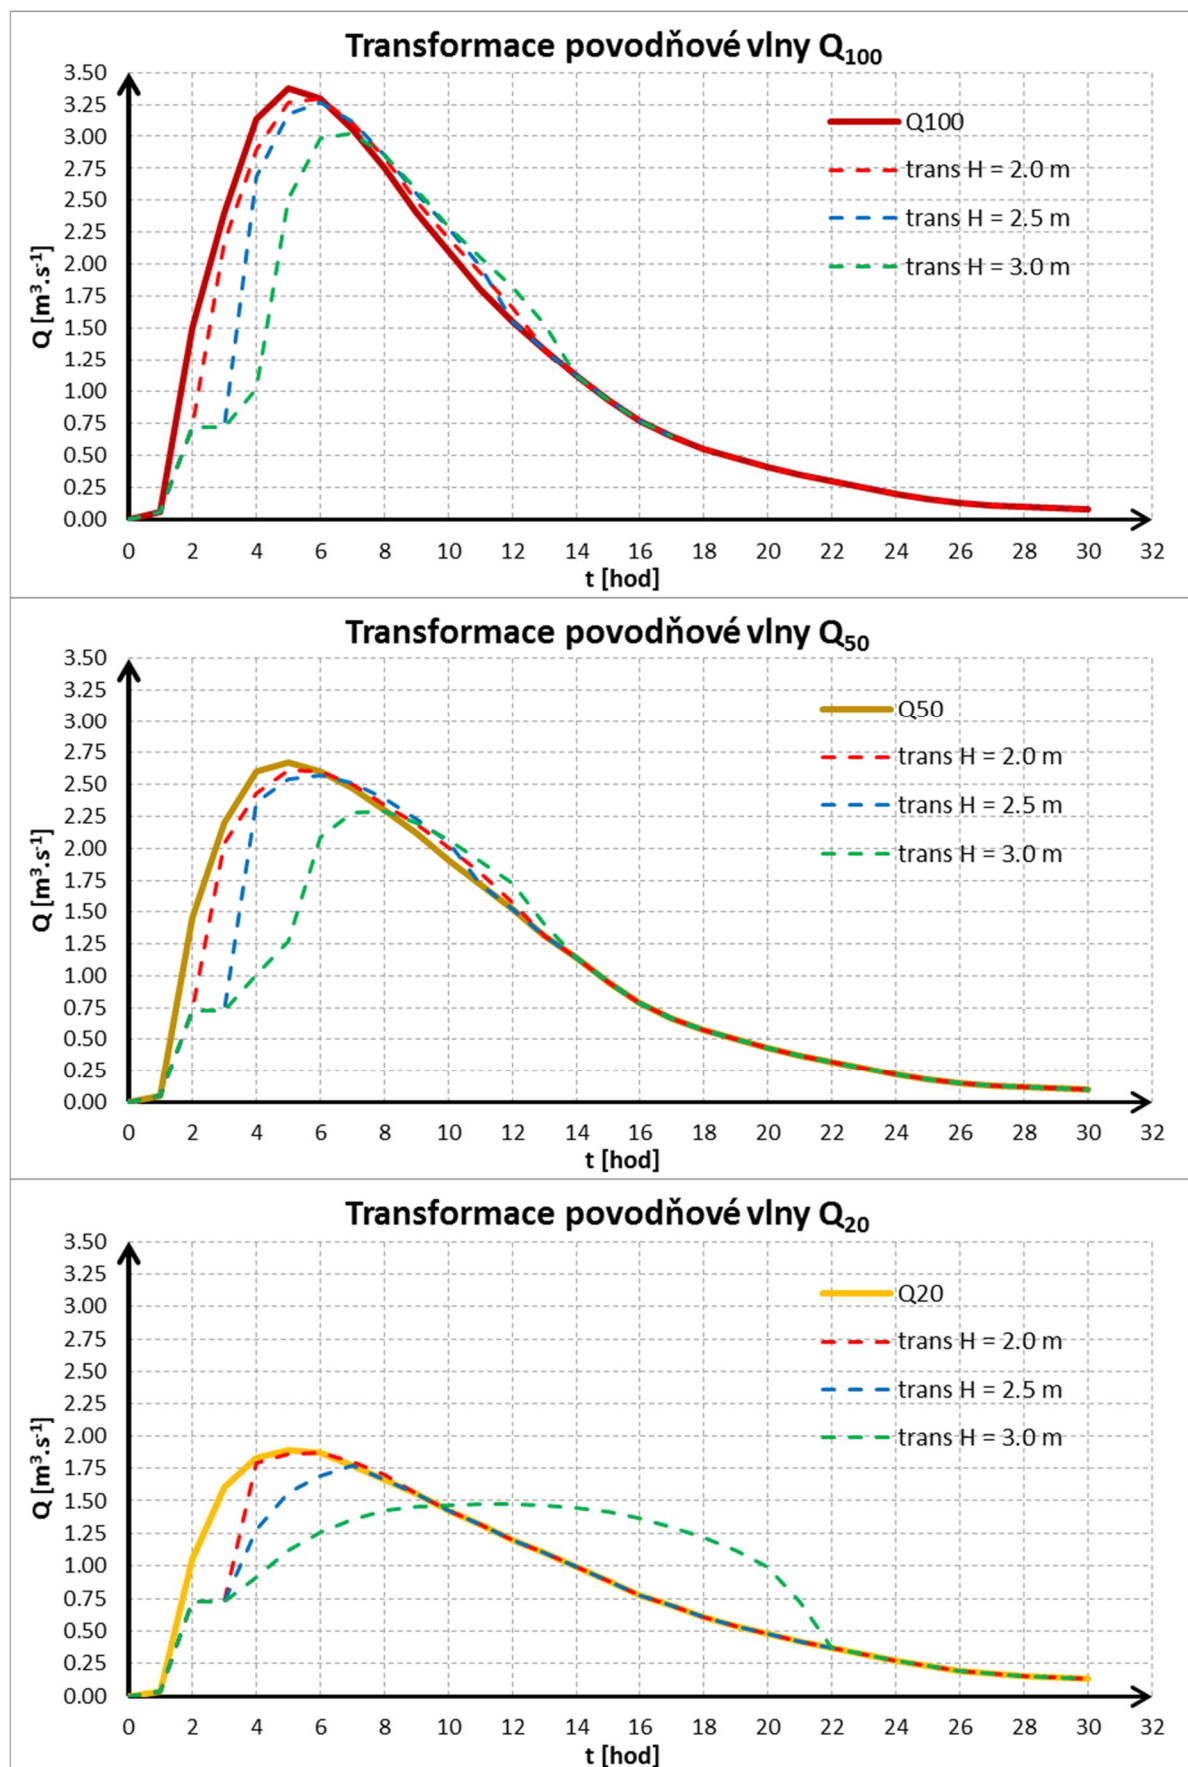 Transformace povodňové vlny Q100
3.50
3.25
3.00
2.75
2.50
2.25
2.00
1.75
1.50
1.25
1.00
0.75
0.50
0.25
0.00
Q [m³.s⁻¹]
Q100
trans H = 2.0 m
trans H = 2.5 m
trans H = 3.0 m
0 2 4 6 8 10 12 14 16 18 20 22 24 26 28 30 32
t [hod]
Transformace povodňové vlny Q50
3.50
3.25
3.00
2.75
2.50
2.25
2.00
1.75
1.50
1.25
1.00
0.75
0.50
0.25
0.00
Q [m³.s⁻¹]
Q50
trans H = 2.0 m
trans H = 2.5 m
trans H = 3.0 m
0 2 4 6 8 10 12 14 16 18 20 22 24 26 28 30 32
t [hod]
Transformace povodňové vlny Q20
3.50
3.25
3.00
2.75
2.50
2.25
2.00
1.75
1.50
1.25
1.00
0.75
0.50
0.25
0.00
Q [m³.s⁻¹]
Q20
trans H = 2.0 m
trans H = 2.5 m
trans H = 3.0 m
0 2 4 6 8 10 12 14 16 18 20 22 24 26 28 30 32
t [hod]